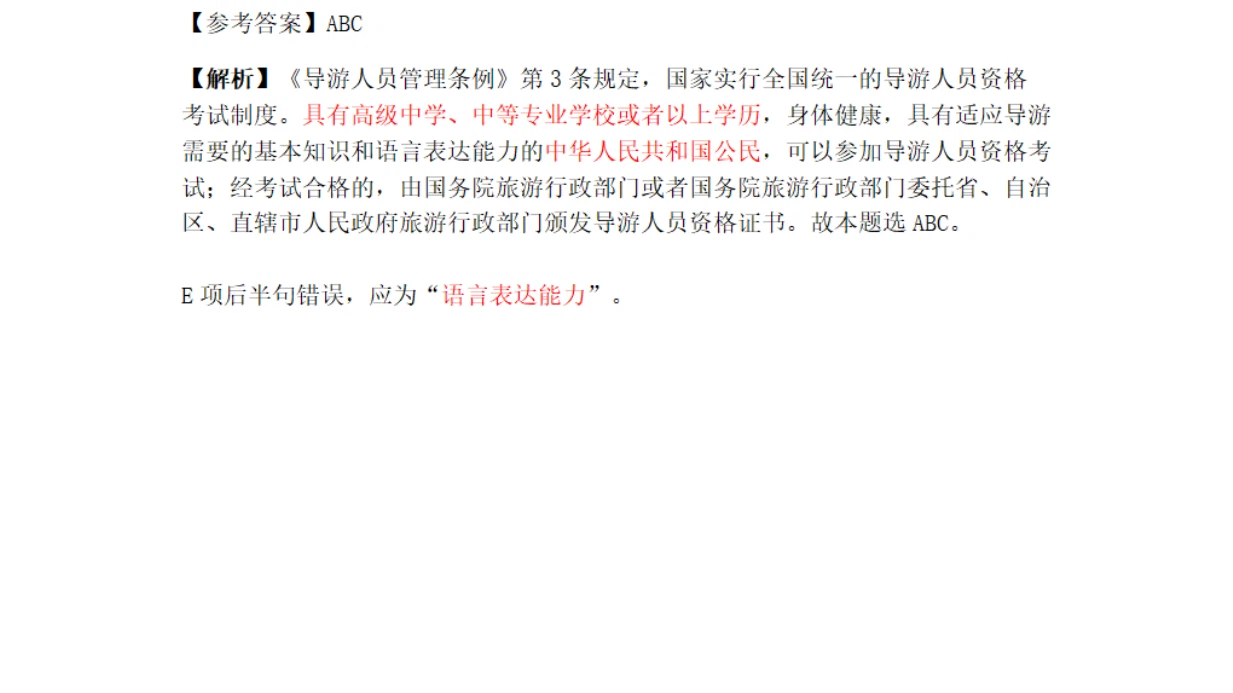 【参考答案】ABC
【解析】《导游人员管理条例》第 3 条规定，国家实行全国统一的导游人员资格
考试制度。具有高级中学、中等专业学校或者以上学历，身体健康，具有适应导游
需要的基本知识和语言表达能力的中华人民共和国公民，可以参加导游人员资格考
试；经考试合格的，由国务院旅游行政部门或者国务院旅游行政部门委托省、自治
区、直辖市人民政府旅游行政部门颁发导游人员资格证书。故本题选 ABC。
E 项后半句错误，应为“语言表达能力”。